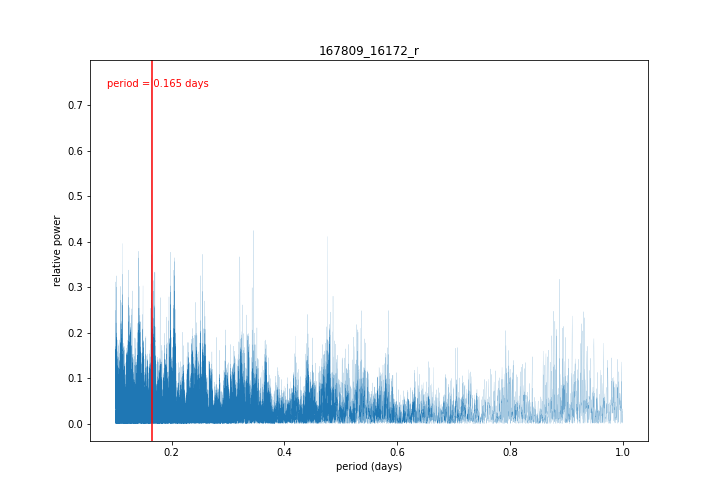 167809_16172_r
period = 0.165 days
0.7
0.6
0.5
0.4
0.3
0.2
0.1
0.0
relative power
0.2 0.4 0.6 0.8 1.0
period (days)